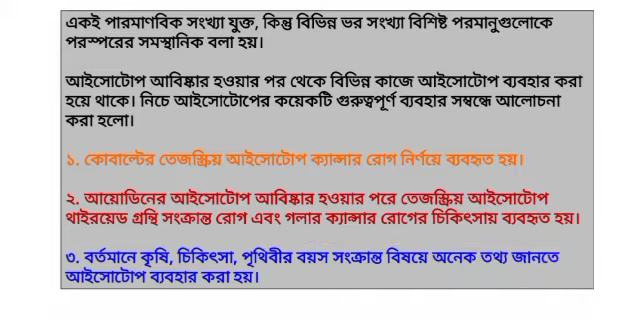 একই পারমাণবিক সংখ্যা যুক্ত, কিন্তু বিভিন্ন ভর সংখ্যা বিশিষ্ট পরমানুগুলোকে
পরস্পরের সমস্থানিক বলা হয়।
আইসোটোপ আবিষ্কার হওয়ার পর থেকে বিভিন্ন কাজে আইসোটোপ ব্যবহার করা
হয়ে থাকে। নিচে আইসোটোপের কয়েকটি গুরুত্বপূর্ণ ব্যবহার সম্বন্ধে আলোচনা
করা হলো।
১. কোবাল্টের তেজস্ক্রিয় আইসোটোপ ক্যান্সার রোগ নির্ণয়ে ব্যবহৃত হয়।
২. আয়োডিনের আইসোটোপ আবিষ্কার হওয়ার পরে তেজস্ক্রিয় আইসোটোপ
থাইরয়েড গ্রন্থি সংক্রান্ত রোগ এবং গলার ক্যান্সার রোগের চিকিৎসায় ব্যবহৃত হয়।
৩. বর্তমানে কৃষি, চিকিৎসা, পৃথিবীর বয়স সংক্রান্ত বিষয়ে অনেক তথ্য জানতে
আইসোটোপ ব্যবহার করা হয়।